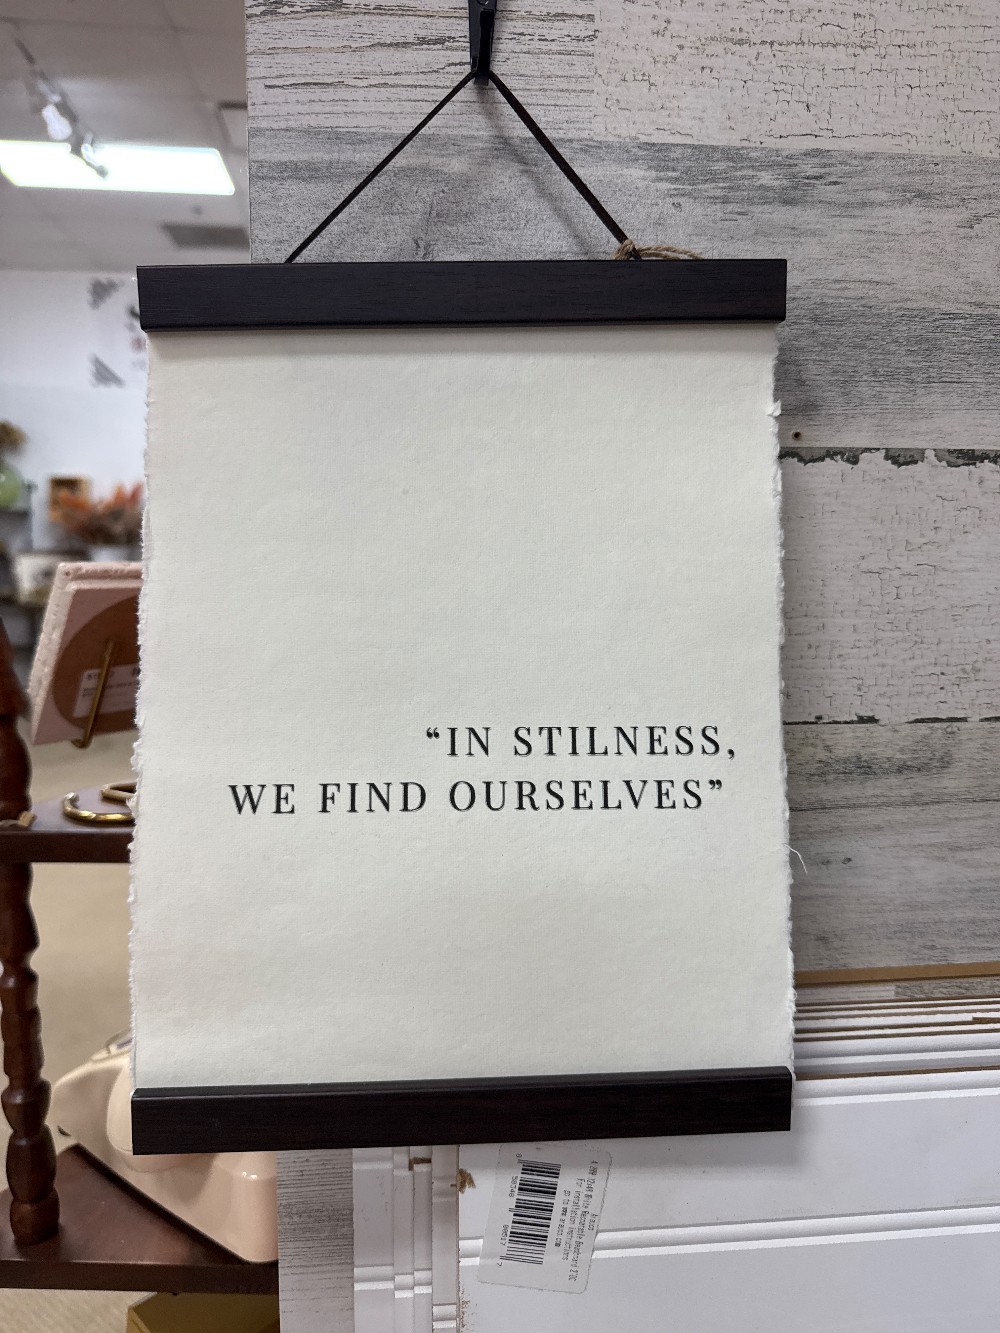 “IN STILNESS,
WE FIND OURSELVES”